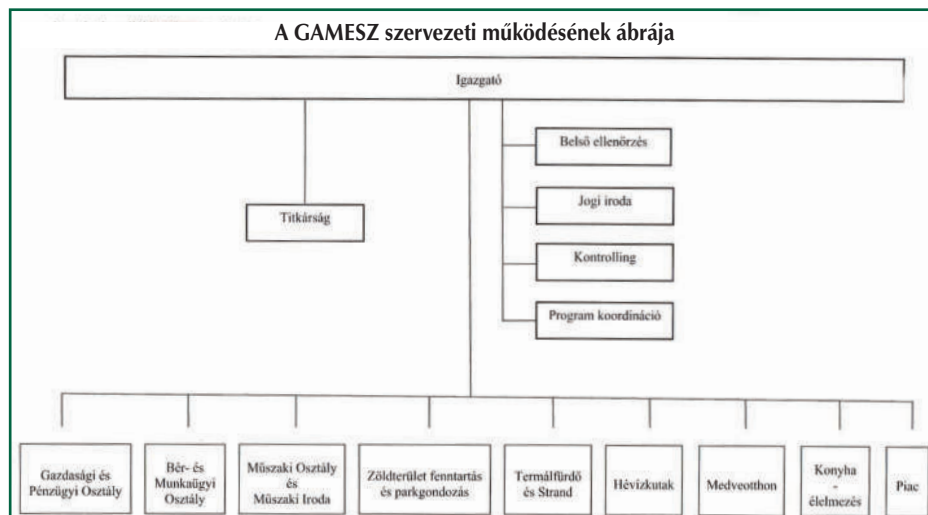 A GAMESZ szervezeti működésének ábrája
Igazgató
Belső ellenőrzés
Titkárság
Jogi iroda
Kontrolling
Program koordináció
Gazdasági és
Pénzügyi Osztály
Bér- és
Munkaügyi
Osztály
Műszaki Osztály
és
Műszaki Iroda
Zöldterület fenntartás
és parkgondozás
Termálfürdő
és Strand
Hévízkutak
Medveotthon
Konyha
-
élelmezés
Piac